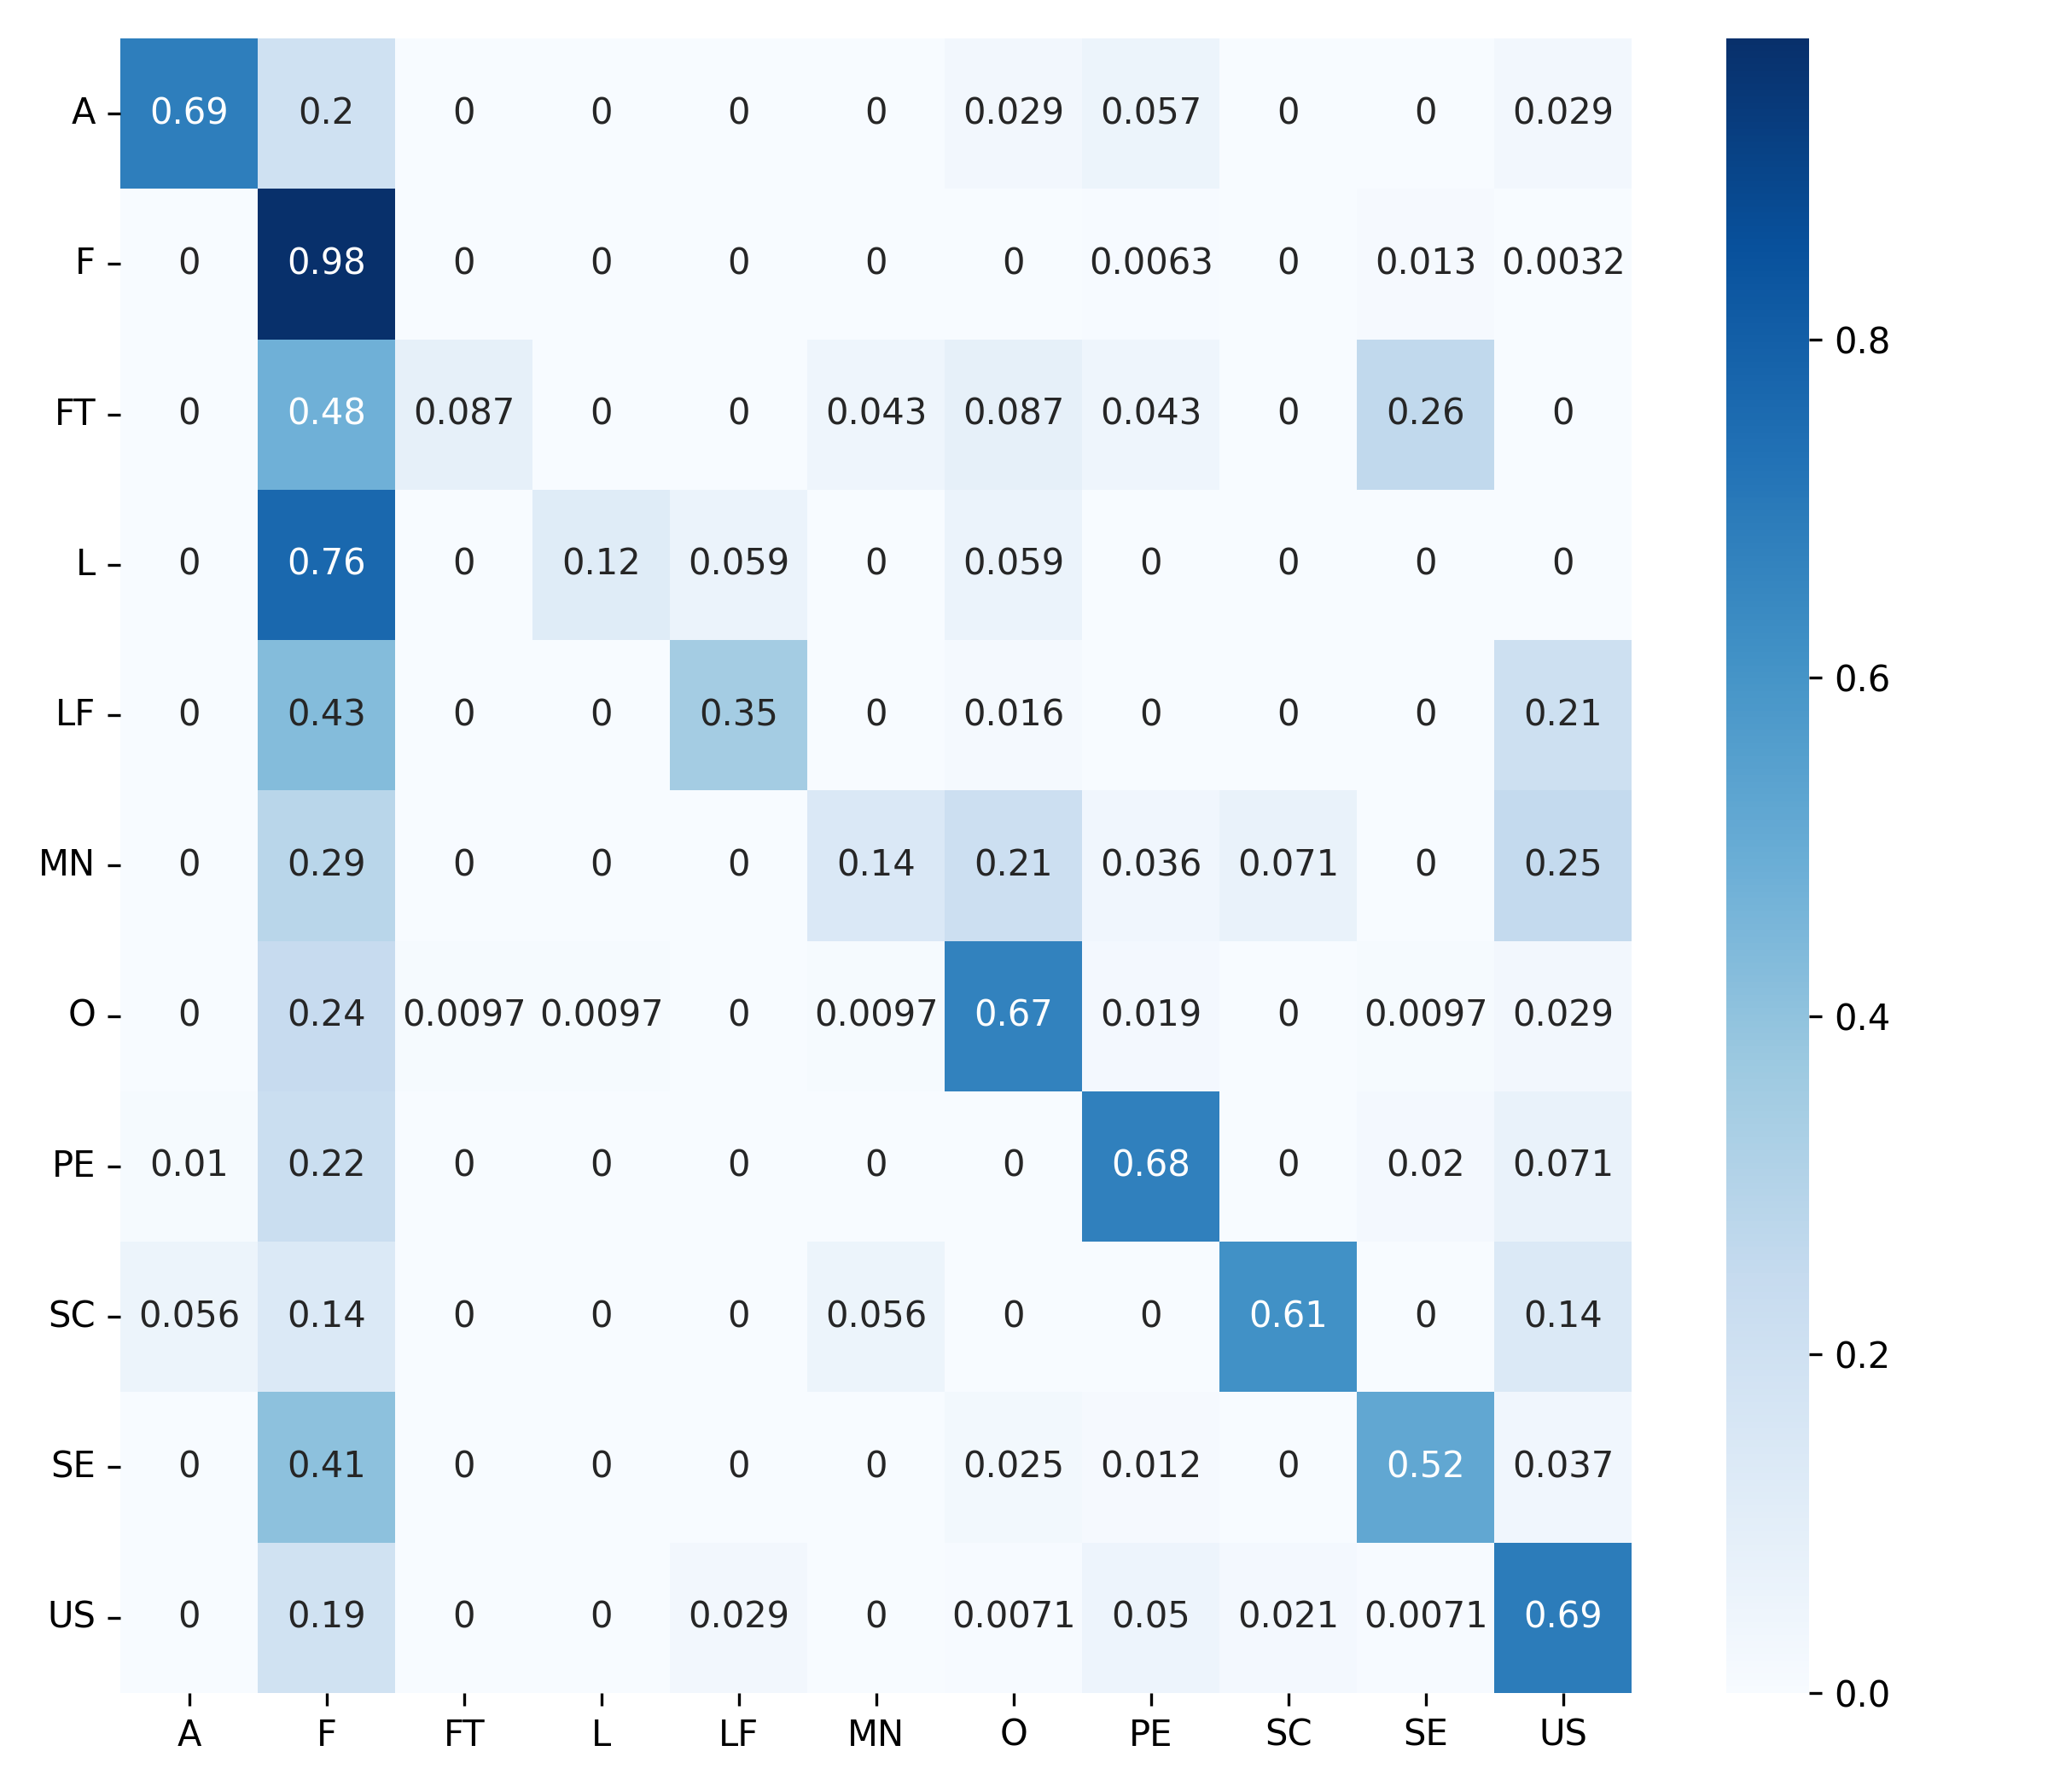 A 0.69 0.2 0 0 0 0 0.029 0.057 0 0 0.029
F 0 0.98 0 0 0 0 0 0.0063 0 0.013 0.0032
FT 0 0.48 0.087 0 0 0.043 0.087 0.043 0 0.26 0
L 0 0.76 0 0.12 0.059 0 0.059 0 0 0 0
LF 0 0.43 0 0 0.35 0 0.016 0 0 0 0.21
MN 0 0.29 0 0 0 0.14 0.21 0.036 0.071 0 0.25
O 0 0.24 0.0097 0.0097 0 0.0097 0.67 0.019 0 0.0097 0.029
PE 0.01 0.22 0 0 0 0 0 0.68 0 0.02 0.071
SC 0.056 0.14 0 0 0 0.056 0 0 0.61 0 0.14
SE 0 0.41 0 0 0 0 0.025 0.012 0 0.52 0.037
US 0 0.19 0 0 0.029 0 0.0071 0.05 0.021 0.0071 0.69
A F FT L LF MN O PE SC SE US
0.8
0.6
0.4
0.2
0.0